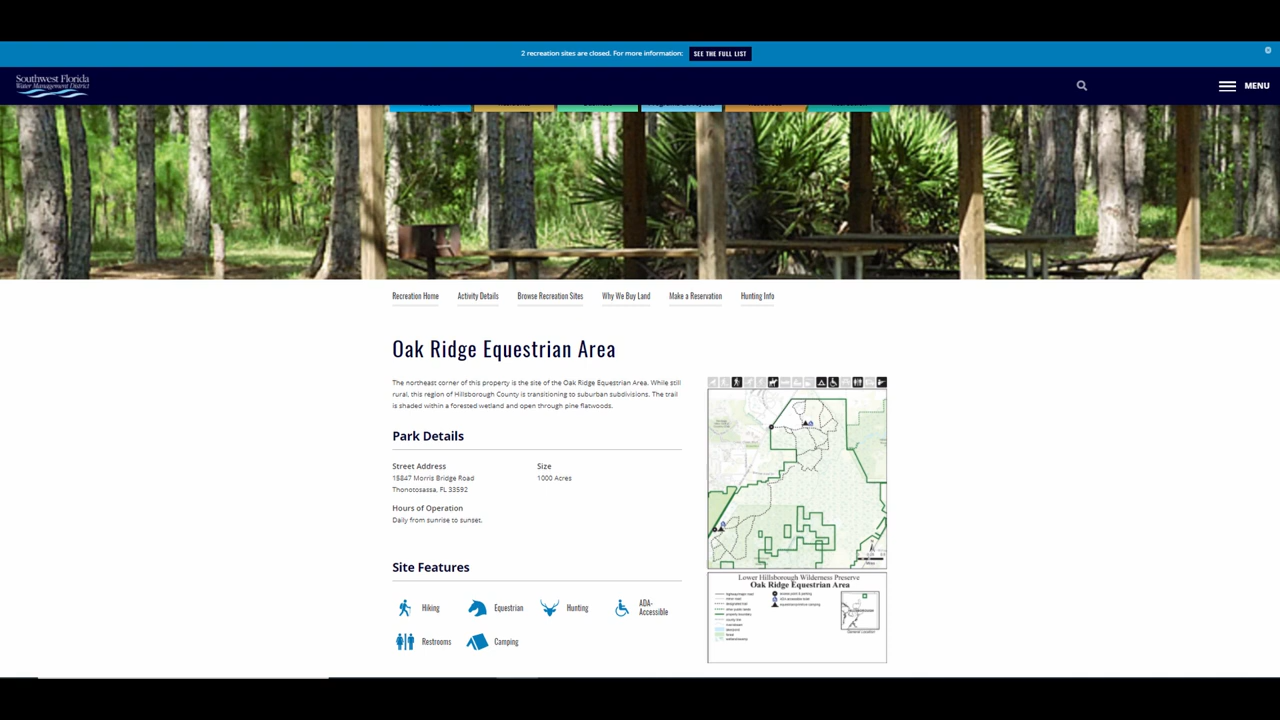 2 recreation sites are closed. For more information: SEE THE FULL LIST
Southwest Florida
Water Management District
MENU
Recreation Home Activity Details Browse Recreation Sites Why We Buy Land Make a Reservation Hunting Info
Oak Ridge Equestrian Area
The northeast corner of this property is the site of the Oak Ridge Equestrian Area. While still
rural, this region of Hillsborough County is transitioning to suburban subdivisions. The trail
is shaded within a forested wetland and open through pine flatwoods.
Park Details
Street Address
15847 Morris Bridge Road
Thonotosassa, FL 33592
Size
1000 Acres
Hours of Operation
Daily from sunrise to sunset.
Site Features
Hiking
Equestrian
Hunting
ADA-
Accessible
Restrooms
Camping
Lower Hillsborough Wilderness Preserve
Oak Ridge Equestrian Area
General Location